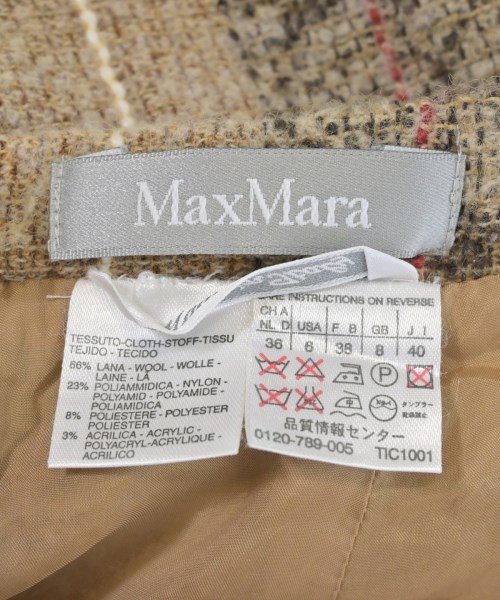 MaxMara
TESSUTO-CLOTH-STOFF-TISSU
TEJIDO - TECIDO
66% LANA - WOOL - WOLLE -
LAINE - LÃ
23% POLIAMMIDICA - NYLON -
POLYAMID - POLYAMIDE -
POLIAMIDICA
8% POLIESTERE - POLYESTER
POLIESTER
3% ACRILICA - ACRYLIC -
POLYACRYL-ACRYLIQUE -
ACRILICO
CARE INSTRUCTIONS ON REVERSE
CH A
NL D USA F B GB J I
36 6 38 8 40
P
タンブラー
乾燥禁止
品質情報センター
0120-789-005 TIC1001